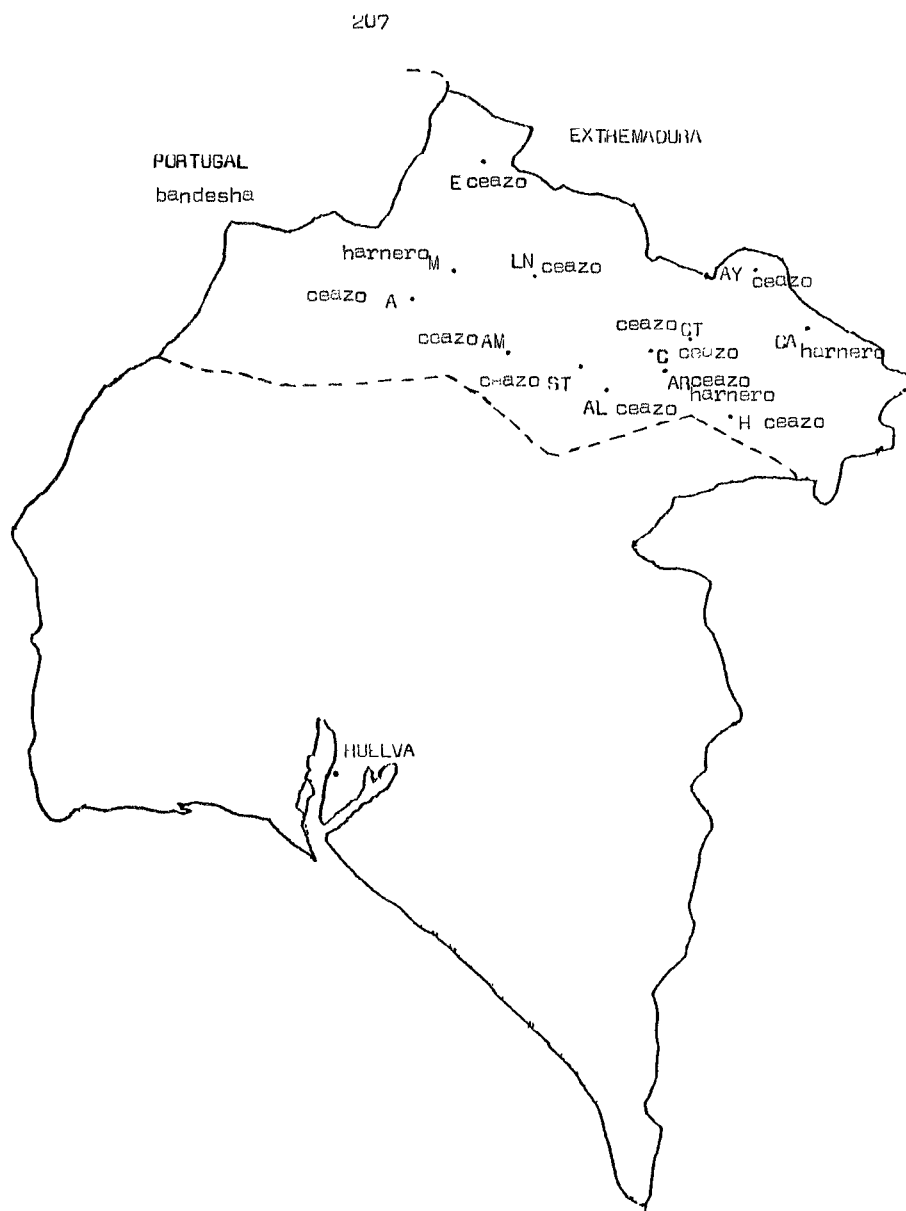 207
EXTREMADURA
PORTUGAL
bandesha
E ceazo
harnero M
LN ceazo
AY ceazo
ceazo A
ceazo CT
CA harnero
ceazo AM
C ceazo
ceazo ST
AR ceazo
harnero
AL ceazo
H ceazo
HUELVA